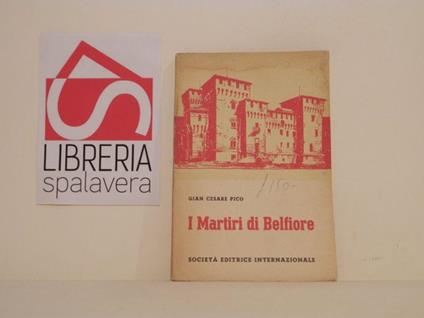 LIBRERIA
spalavera
GIAN CESARE PICO
I Martiri di Belfiore
SOCIETÀ EDITRICE INTERNAZIONALE